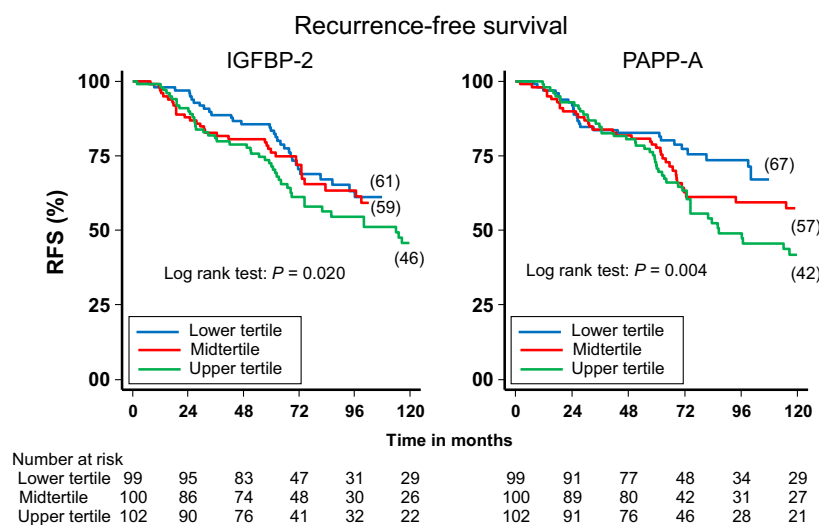 Recurrence-free survival
IGFBP-2
PAPP-A
RFS (%)
100
75
50
25
00
(61)
(59)
(46)
Log rank test: P = 0.020
Lower tertile
Midtertile
Upper tertile
0 24 48 72 96 120
100
75
50
25
00
(67)
(57)
(42)
Log rank test: P = 0.004
Lower tertile
Midtertile
Upper tertile
0 24 48 72 96 120
Time in months
Number at risk
Lower tertile 99 95 83 47 31 29 99 91 77 48 34 29
Midtertile 100 86 74 48 30 26 100 89 80 42 31 27
Upper tertile 102 90 76 41 32 22 102 91 76 46 28 21